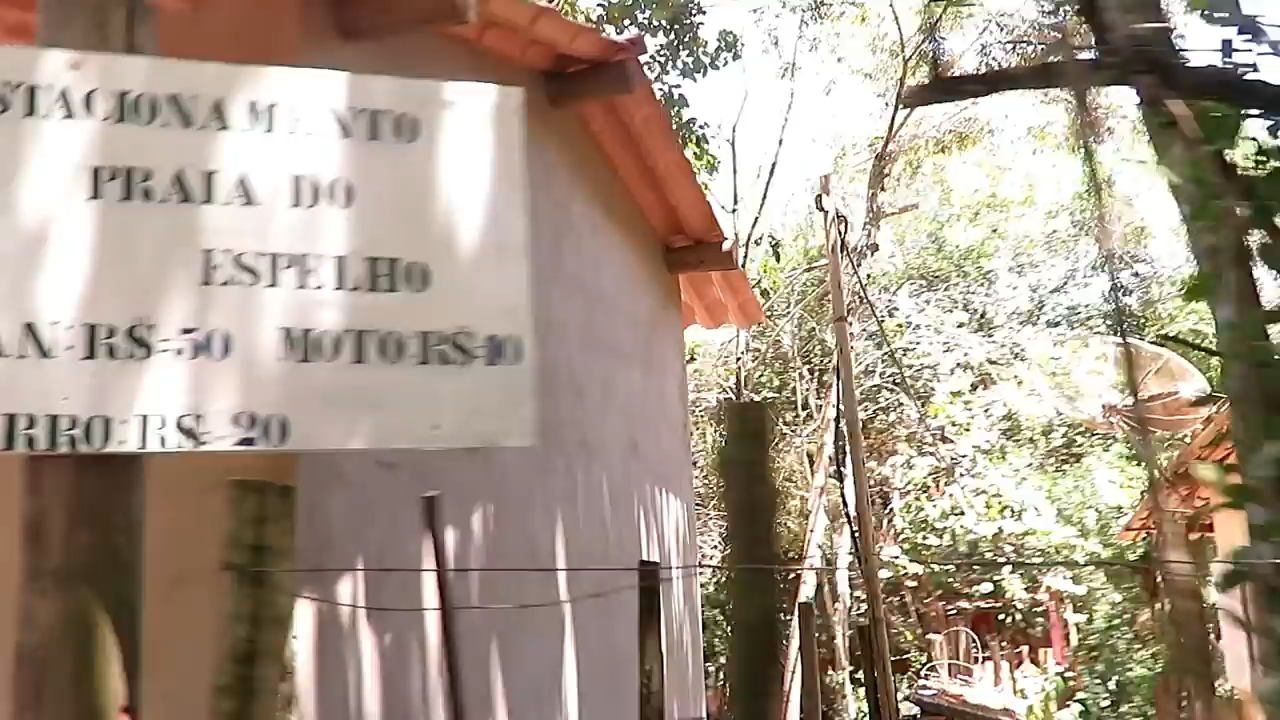 STACIONAMENTO
PRAIA DO
ESPELHO
AN:R$=50 MOTO:R$=10
RRO:R$= 20